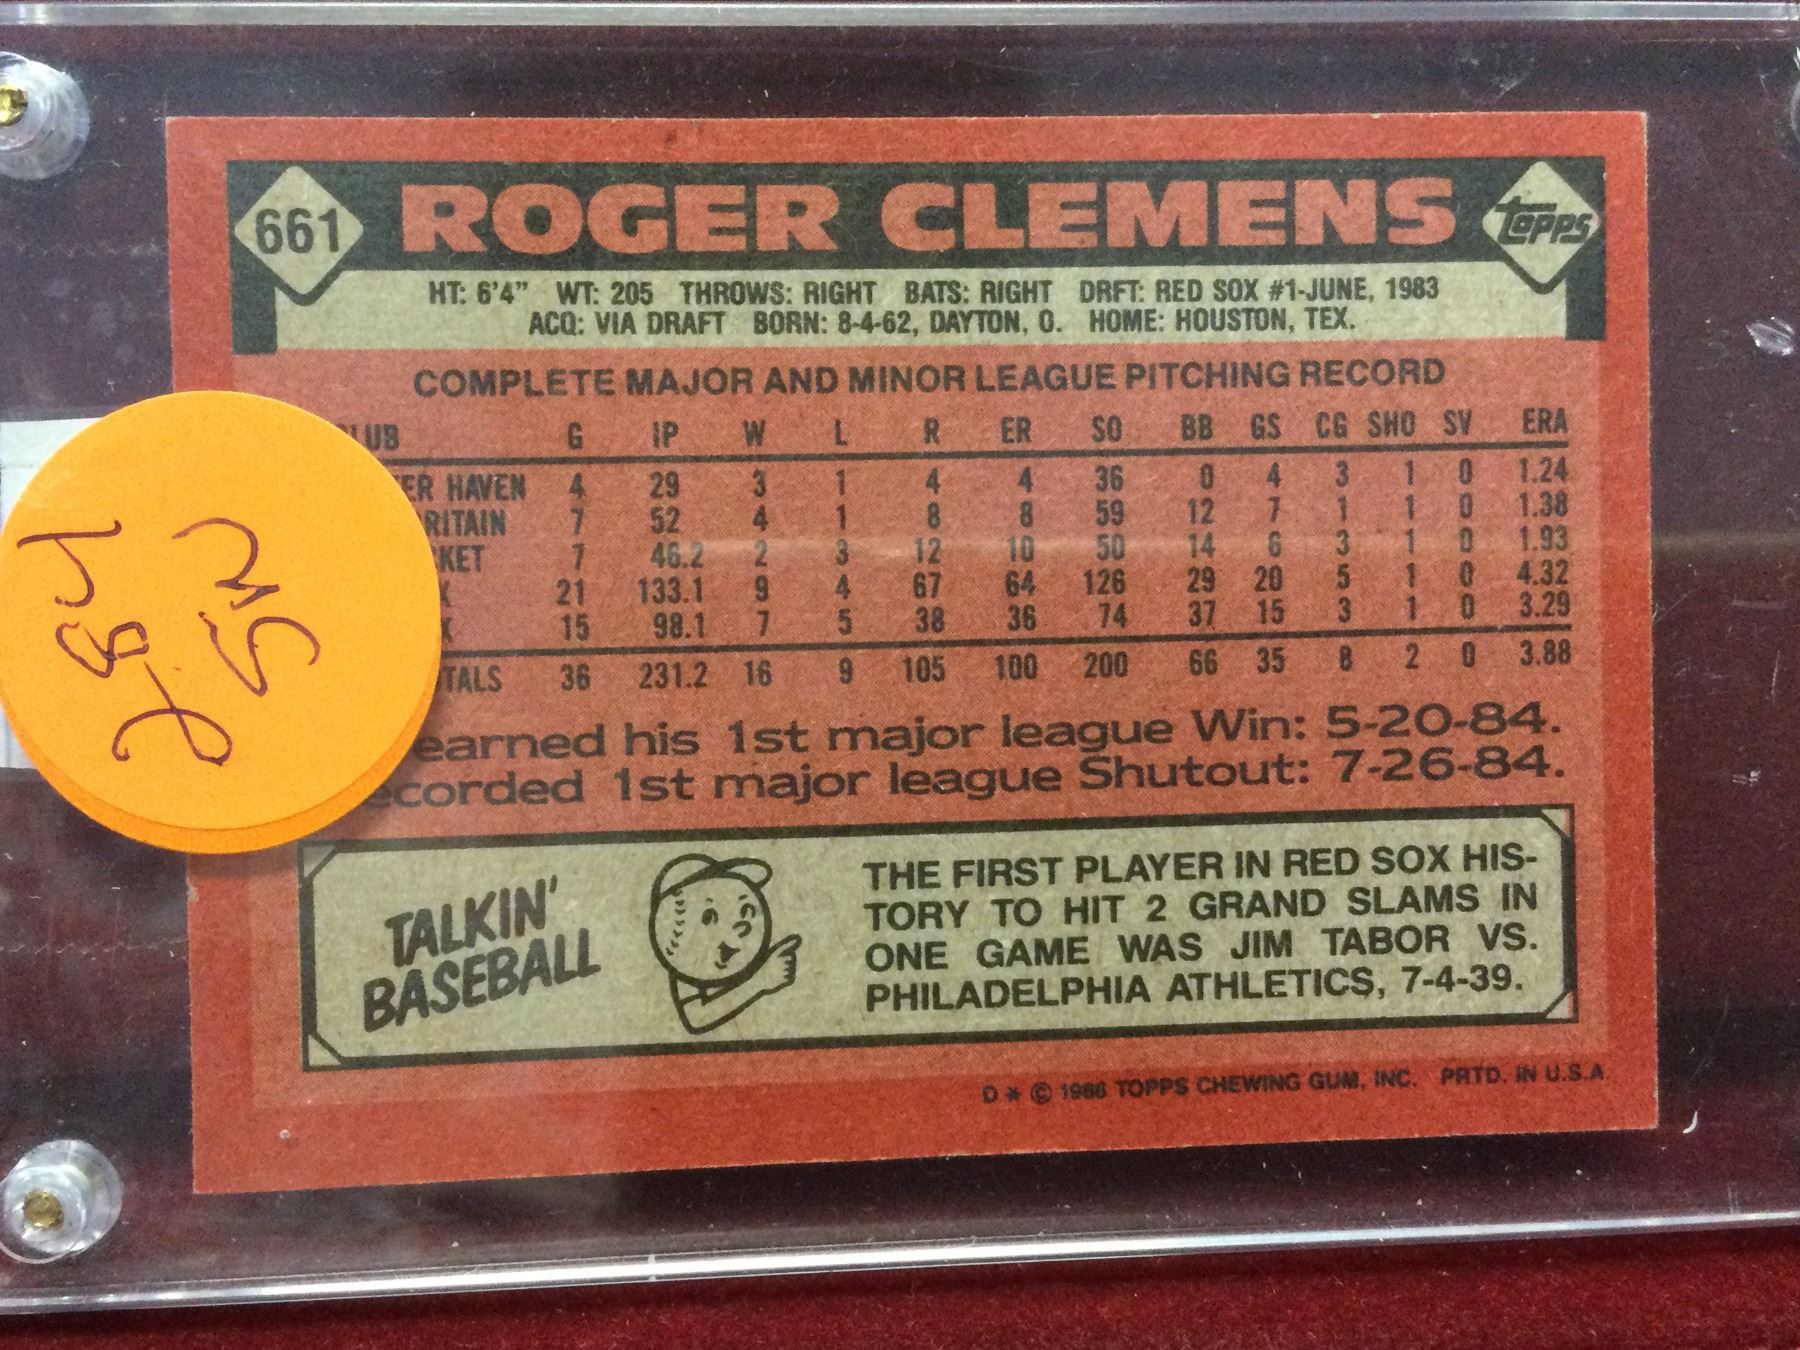 661 ROGER CLEMENS TOPPS
HT: 6'4" WT: 205 THROWS: RIGHT BATS: RIGHT DRFT: RED SOX #1-JUNE, 1983
ACQ: VIA DRAFT BORN: 8-4-62, DAYTON, O. HOME: HOUSTON, TEX.
COMPLETE MAJOR AND MINOR LEAGUE PITCHING RECORD
LUB G IP W L R ER SO BB GS CG SHO SV ERA
ER HAVEN 4 29 3 1 4 4 36 0 4 3 1 0 1.24
RITAIN 7 52 4 1 8 8 59 12 7 1 1 0 1.38
KET 7 46.2 2 3 12 10 50 14 6 3 1 0 1.93
X 21 133.1 9 4 67 64 126 29 20 5 1 0 4.32
X 15 98.1 7 5 38 36 74 37 15 3 1 0 3.29
TALS 36 231.2 16 9 105 100 200 66 35 8 2 0 3.88
earned his 1st major league Win: 5-20-84.
ecorded 1st major league Shutout: 7-26-84.
TALKIN'
BASEBALL
THE FIRST PLAYER IN RED SOX HIS-
TORY TO HIT 2 GRAND SLAMS IN
ONE GAME WAS JIM TABOR VS.
PHILADELPHIA ATHLETICS, 7-4-39.
D * © 1986 TOPPS CHEWING GUM, INC. PRTD. IN U.S.A.